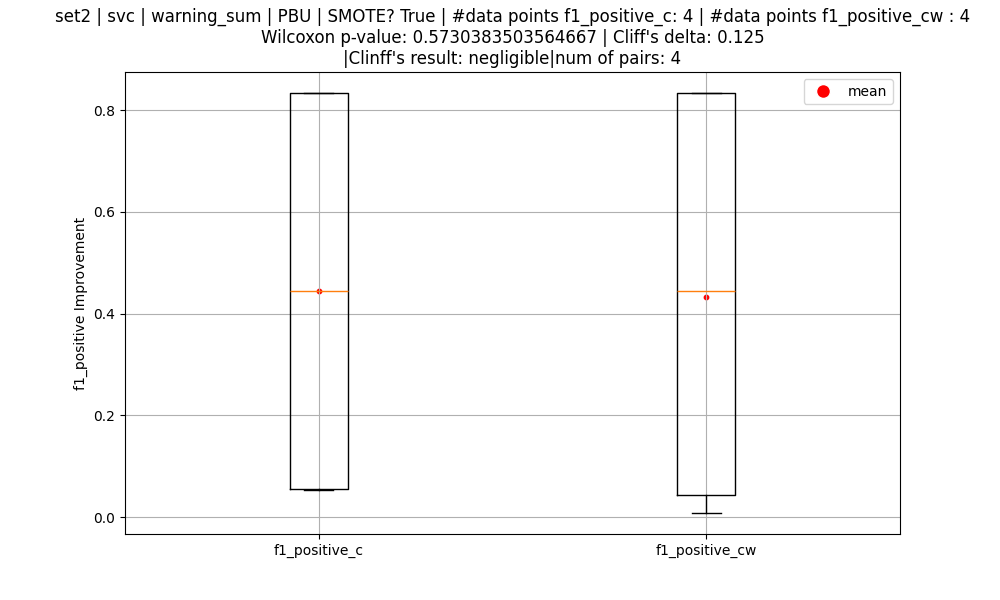 set2 | svc | warning_sum | PBU | SMOTE? True | #data points f1_positive_c: 4 | #data points f1_positive_cw : 4
Wilcoxon p-value: 0.5730383503564667 | Cliff's delta: 0.125
|Clinff's result: negligible|num of pairs: 4
mean
0.8
0.6
0.4
0.2
0.0
f1_positive Improvement
f1_positive_c
f1_positive_cw